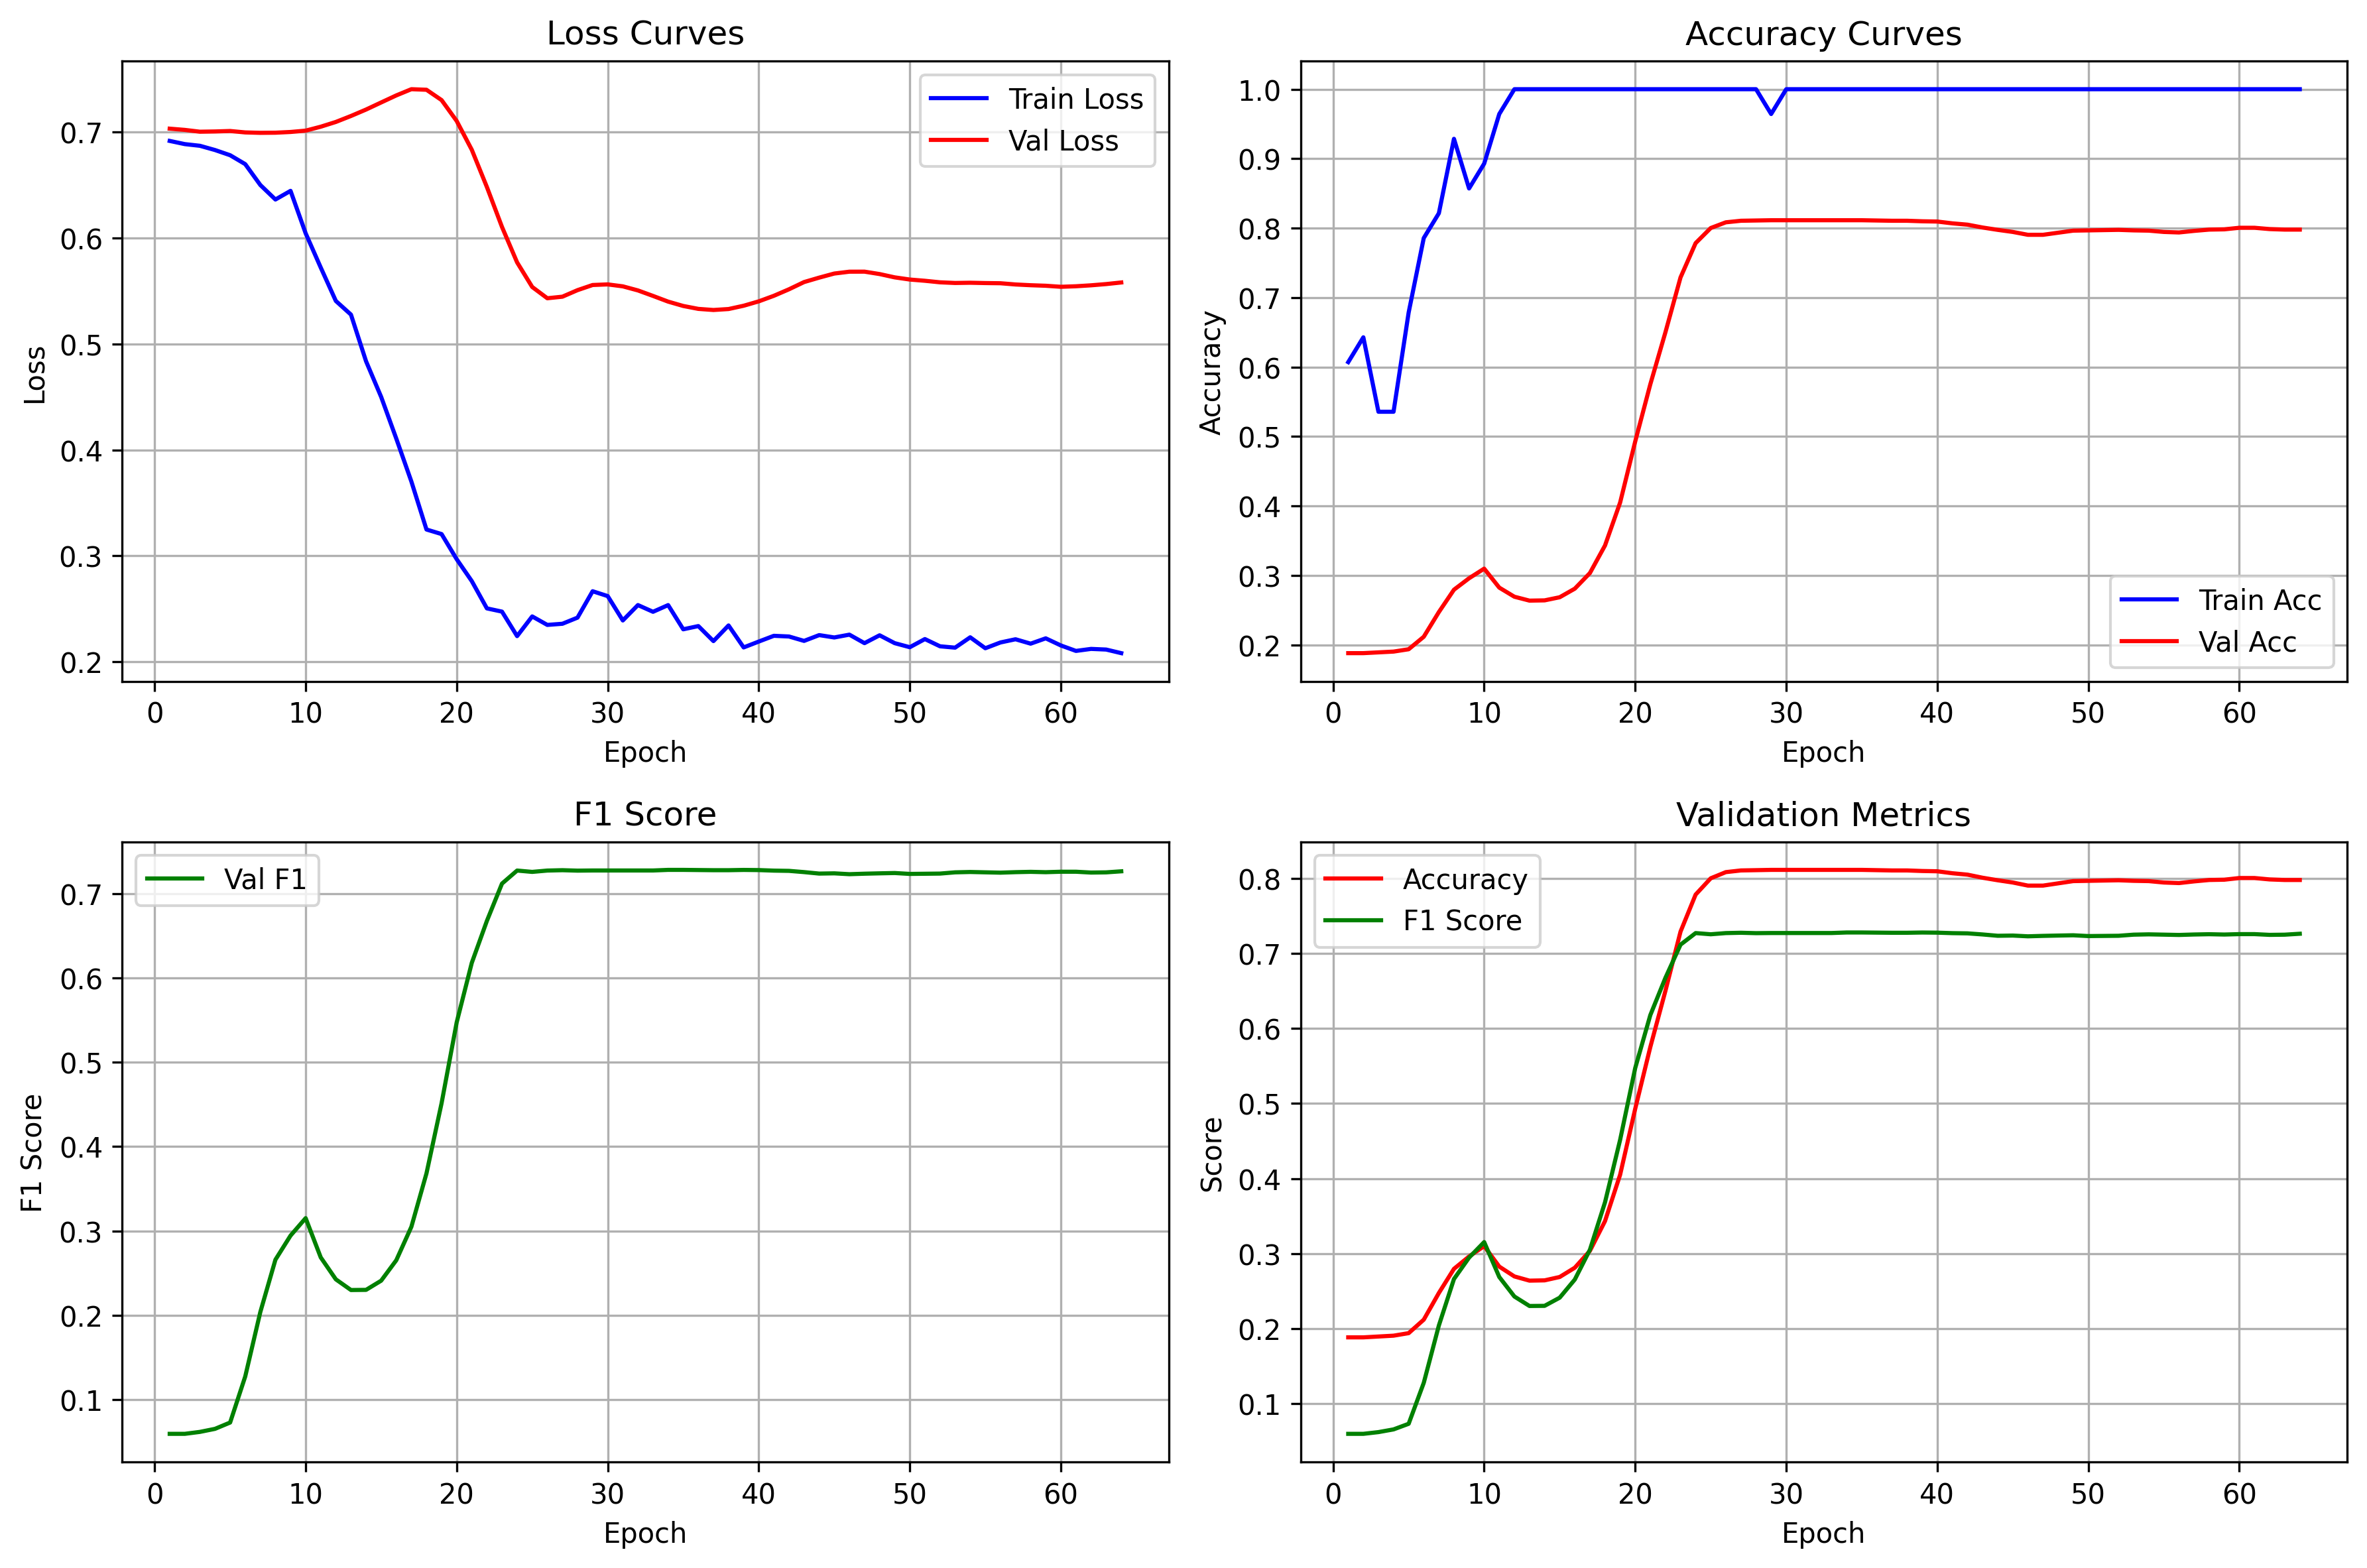 Loss Curves
Train Loss
Val Loss
0.7
0.6
0.5
0.4
0.3
0.2
Loss
0 10 20 30 40 50 60
Epoch
Accuracy Curves
1.0
0.9
0.8
0.7
0.6
0.5
0.4
0.3
0.2
Accuracy
Train Acc
Val Acc
0 10 20 30 40 50 60
Epoch
F1 Score
Val F1
0.7
0.6
0.5
0.4
0.3
0.2
0.1
F1 Score
0 10 20 30 40 50 60
Epoch
Validation Metrics
Accuracy
F1 Score
0.8
0.7
0.6
0.5
0.4
0.3
0.2
0.1
Score
0 10 20 30 40 50 60
Epoch